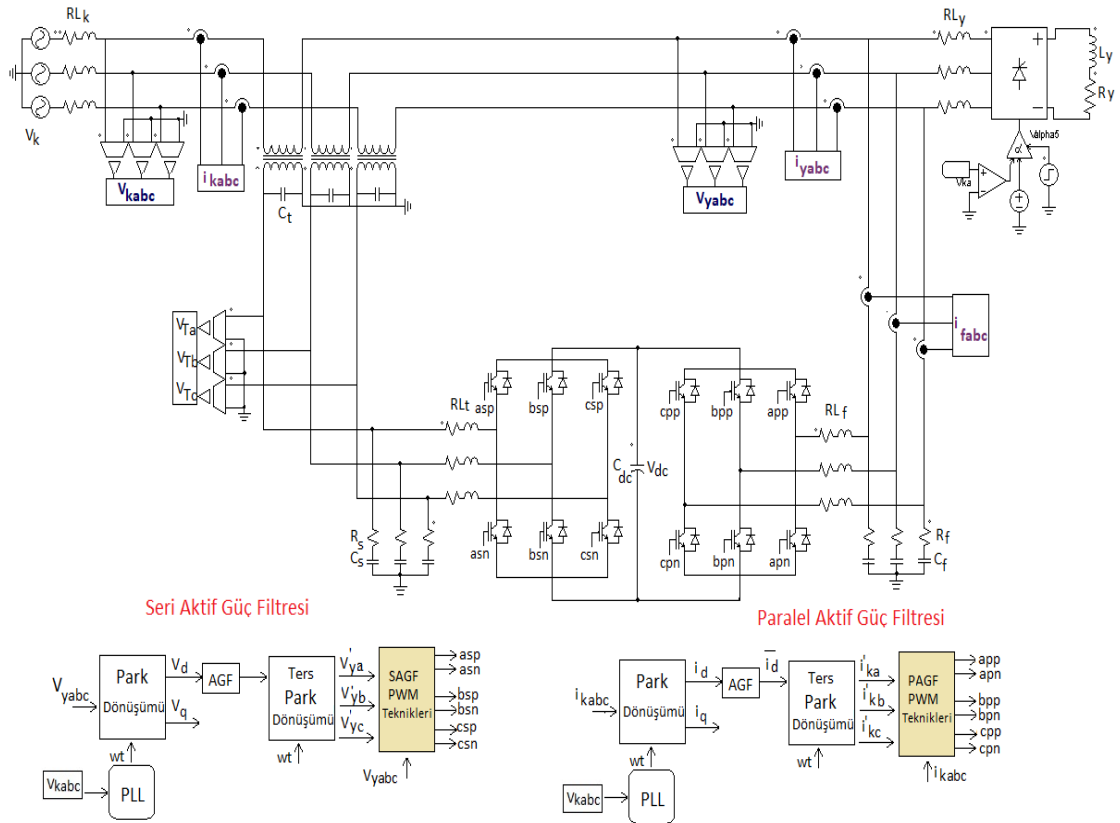 RLk
RLy
Ly
Ry
Vk
Vkabc
ikabc
Ct
Vyabc
iyabc
Valpha5
α
Vka
ifabc
VTa
VTb
VTc
RLt
asp
bsp
csp
Cdc
Vdc
cpp
bpp
app
RLf
Rs
Cs
asn
bsn
csn
cpn
bpn
apn
Rf
Cf
Seri Aktif Güç Filtresi
Paralel Aktif Güç Filtresi
Vyabc
Park
Dönüşümü
Vd
Vq
AGF
Ters
Park
Dönüşümü
V'ya
V'yb
V'yc
SAGF
PWM
Teknikleri
asp
asn
bsp
bsn
csp
csn
wt
wt
Vyabc
Vkabc
PLL
ikabc
Park
Dönüşümü
id
iq
AGF
id
Ters
Park
Dönüşümü
i'ka
i'kb
i'kc
PAGF
PWM
Teknikleri
app
apn
bpp
bpn
cpp
cpn
wt
wt
ikabc
Vkabc
PLL